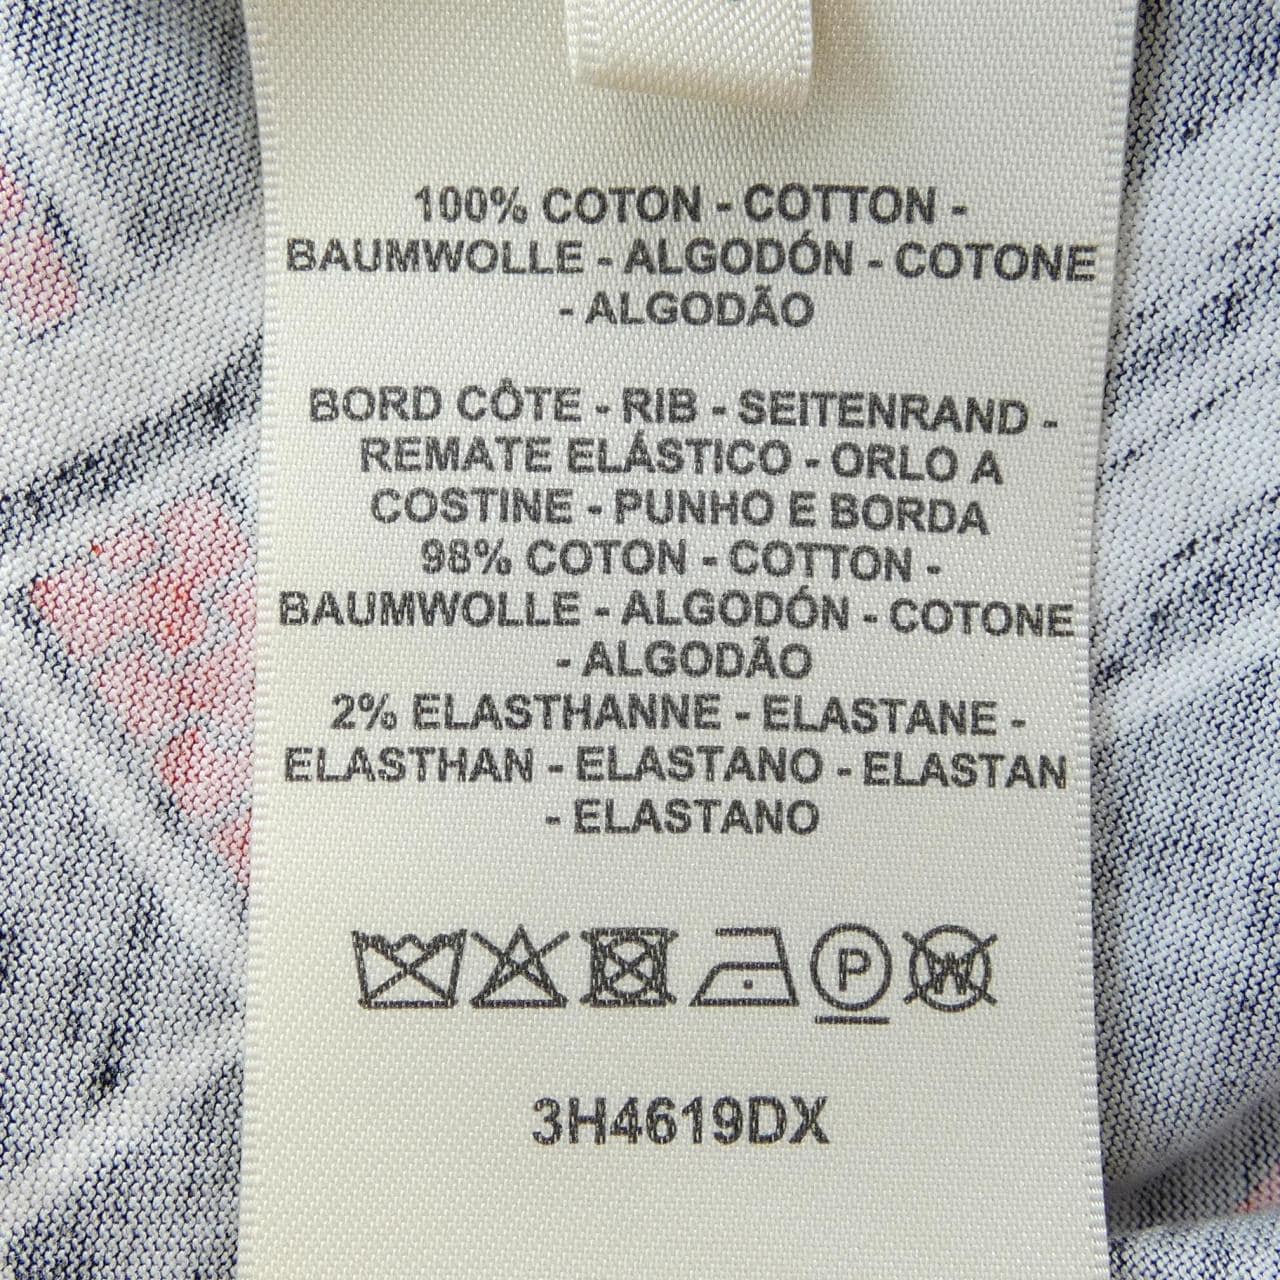 100% COTON - COTTON -
BAUMWOLLE - ALGODÓN - COTONE
- ALGODÃO
BORD CÔTE - RIB - SEITENRAND -
REMATE ELÁSTICO - ORLO A
COSTINE - PUNHO E BORDA
98% COTON - COTTON -
BAUMWOLLE - ALGODÓN - COTONE
- ALGODÃO
2% ELASTHANNE - ELASTANE -
ELASTHAN - ELASTANO - ELASTAN
- ELASTANO
P W
3H4619DX